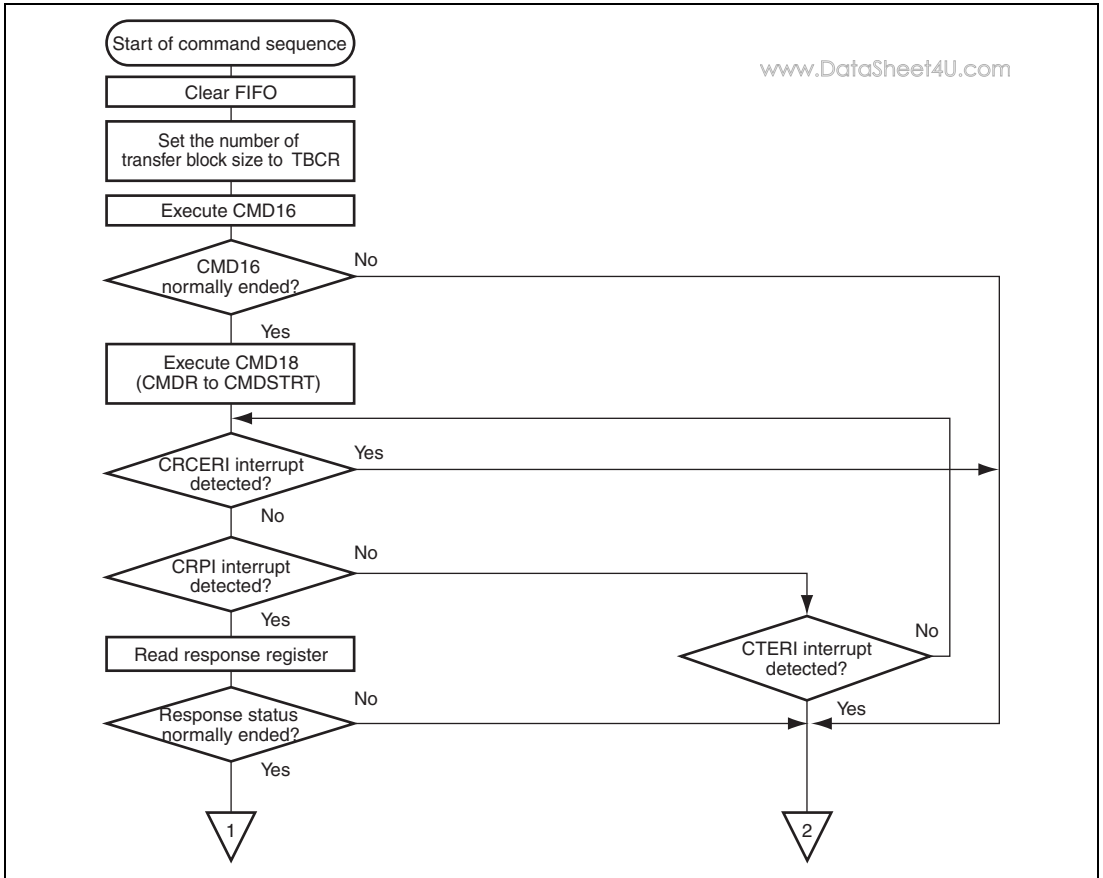 Start of command sequence
www.DataSheet4U.com
Clear FIFO
Set the number of
transfer block size to TBCR
Execute CMD16
CMD16
normally ended?
No
Yes
Execute CMD18
(CMDR to CMDSTRT)
CRCERI interrupt
detected?
Yes
No
CRPI interrupt
detected?
No
Yes
CTERI interrupt
detected?
No
Yes
Read response register
Response status
normally ended?
No
Yes
1
2